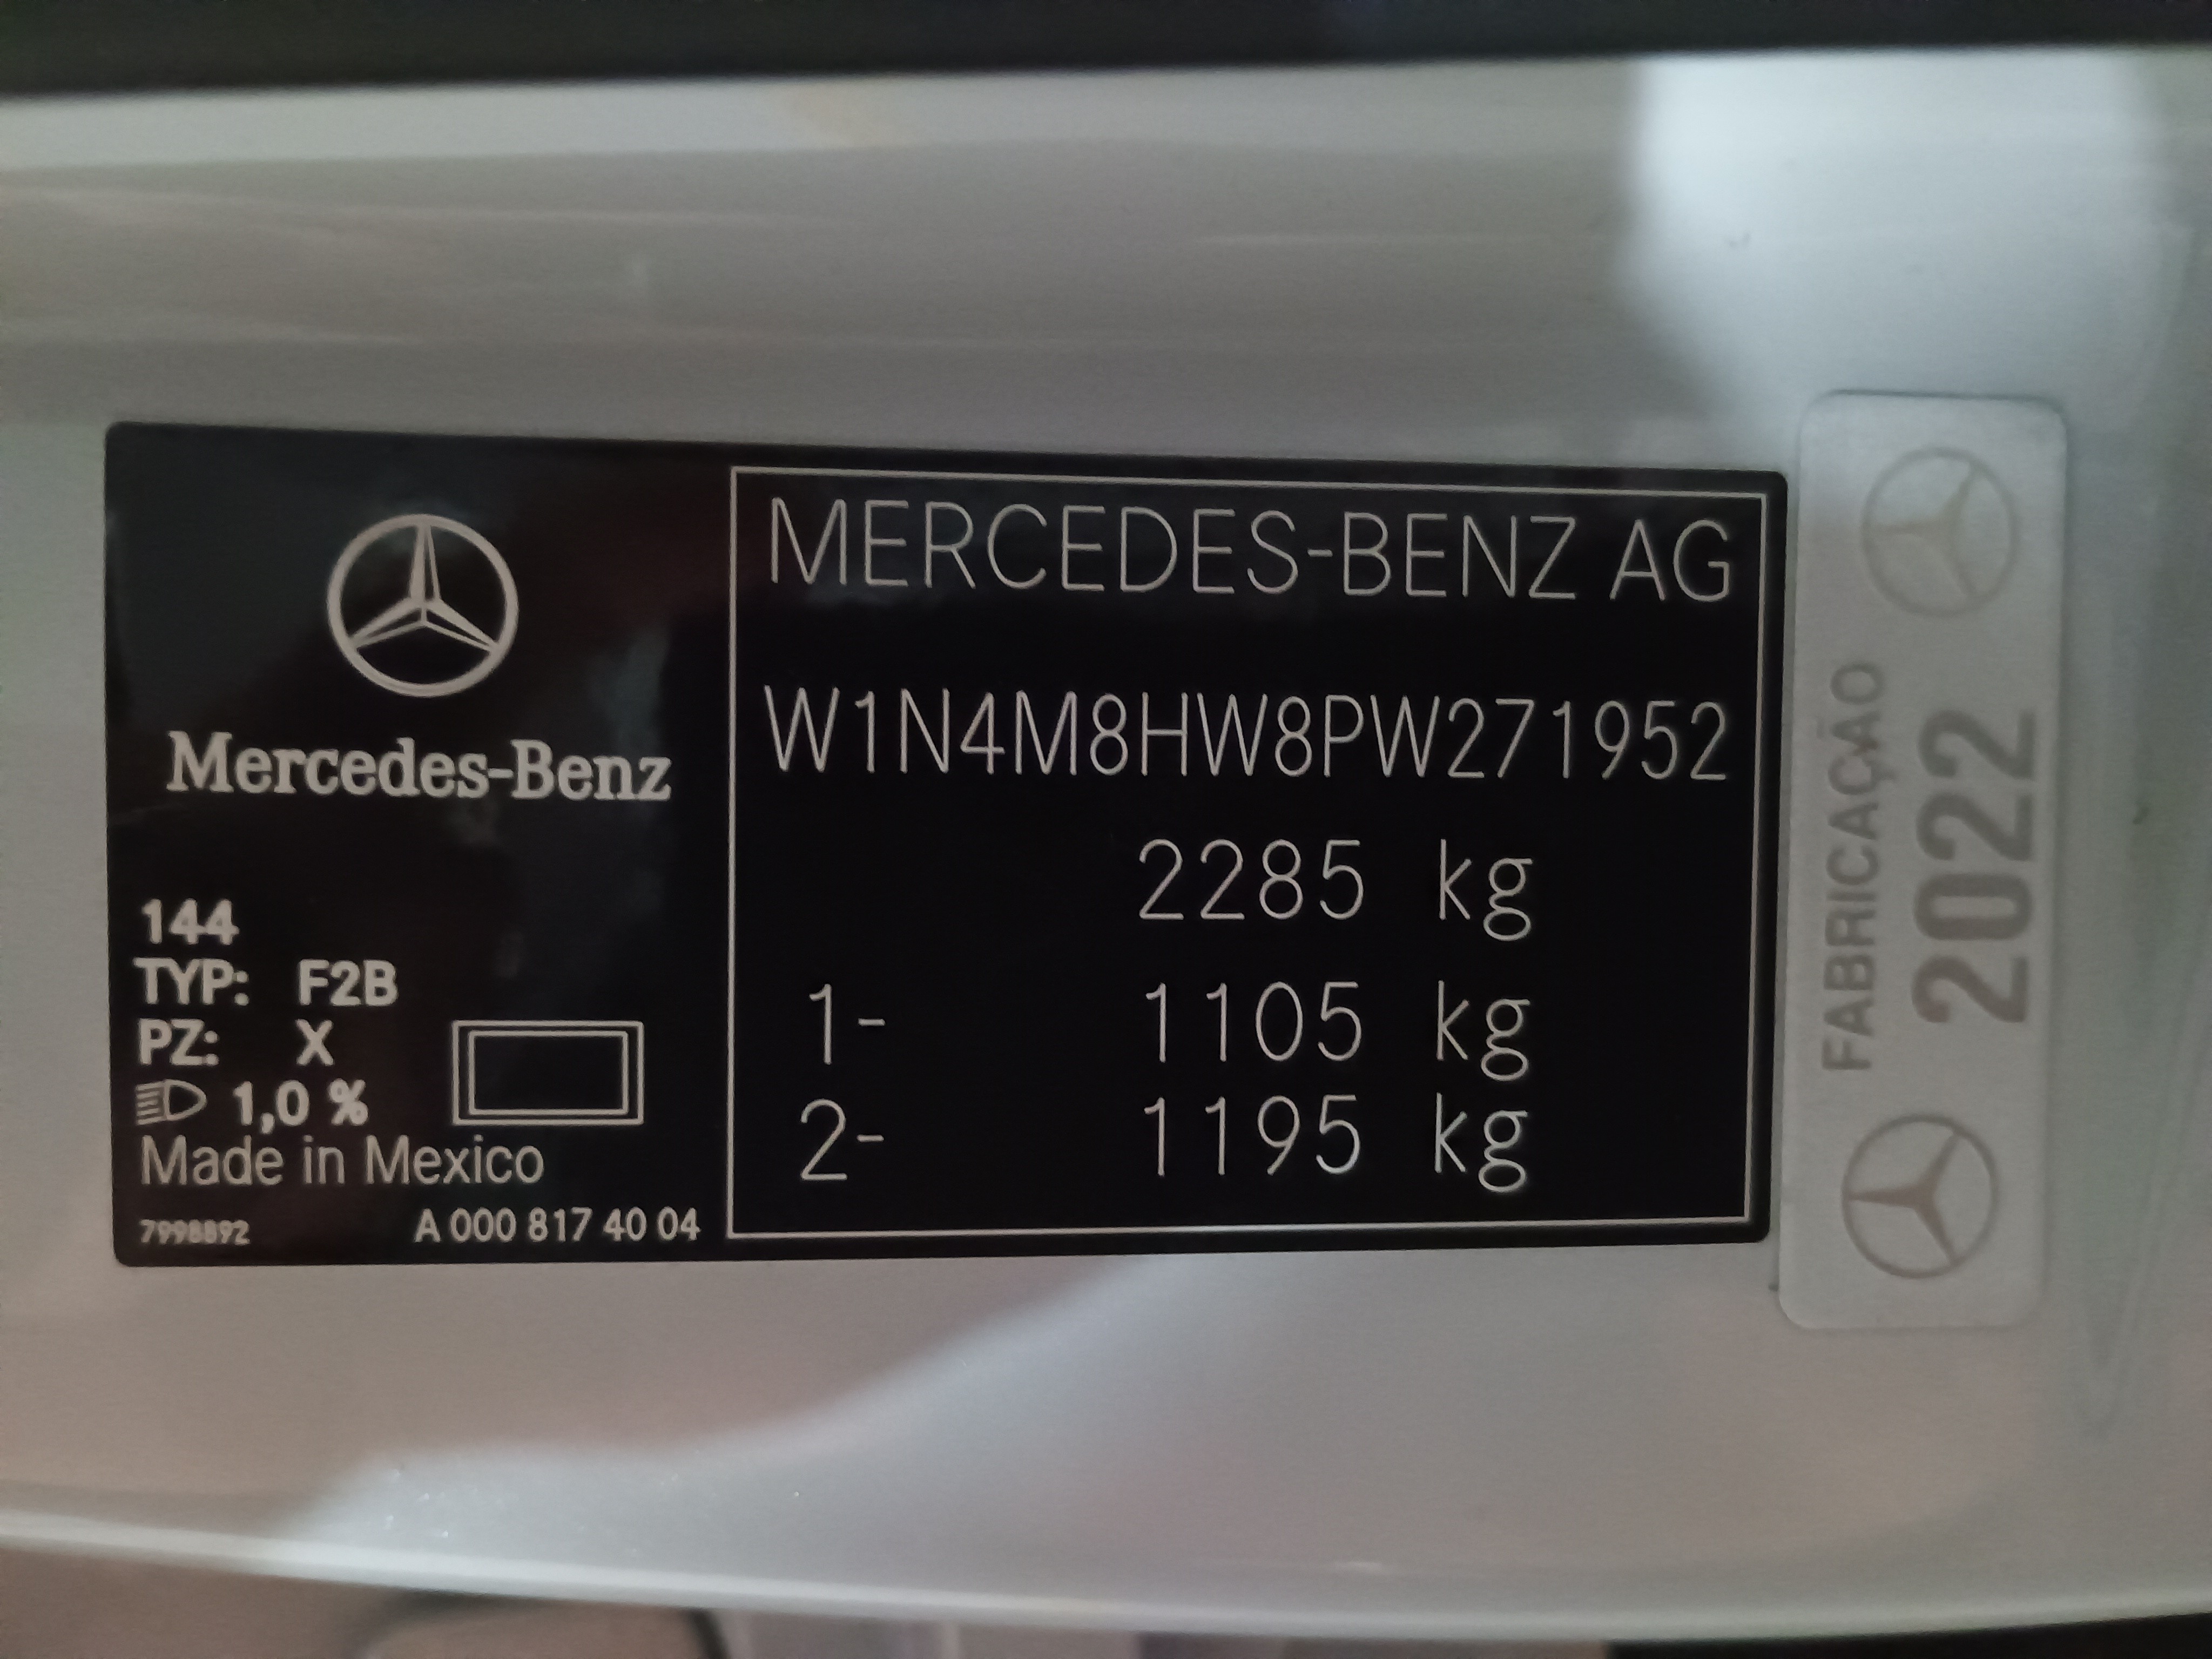 MERCEDES-BENZ AG
W1N4M8HW8PW271952
2285 kg
1- 1105 kg
2- 1195 kg
Mercedes-Benz
144
TYP: F2B
PZ: X
1,0 %
Made in Mexico
7998892
A 000 817 40 04
FABRICAÇÃO
2022